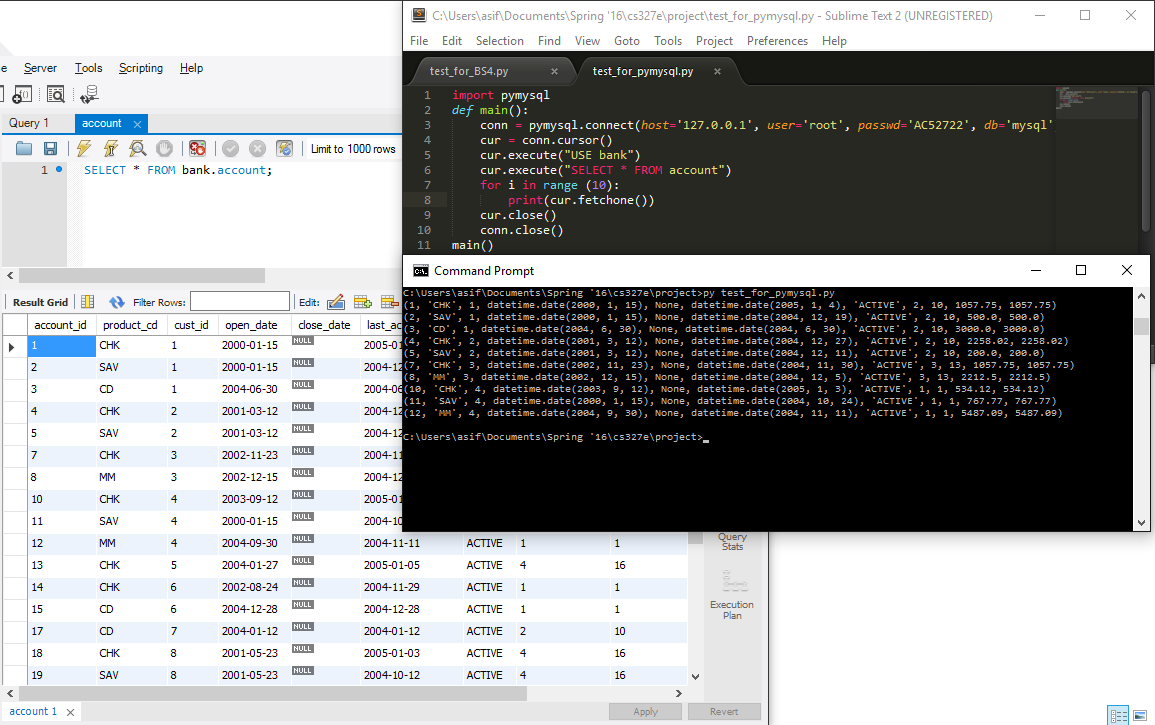 C:\Users\asif\Documents\Spring '16\cs327e\project\test_for_pymysql.py - Sublime Text 2 (UNREGISTERED)
File Edit Selection Find View Goto Tools Project Preferences Help
test_for_BS4.py × test_for_pymysql.py ×
1 import pymysql
2 def main():
3 conn = pymysql.connect(host='127.0.0.1', user='root', passwd='AC52722', db='mysql'
4 cur = conn.cursor()
5 cur.execute("USE bank")
6 cur.execute("SELECT * FROM account")
7 for i in range (10):
8 print(cur.fetchone())
9 cur.close()
10 conn.close()
11 main()
e Server Tools Scripting Help
Query 1 account ×
Limit to 1000 rows
1 SELECT * FROM bank.account;
Command Prompt
C:\Users\asif\Documents\Spring '16\cs327e\project>py test_for_pymysql.py
(1, 'CHK', 1, datetime.date(2000, 1, 15), None, datetime.date(2005, 1, 4), 'ACTIVE', 2, 10, 1057.75, 1057.75)
(2, 'SAV', 1, datetime.date(2000, 1, 15), None, datetime.date(2004, 12, 19), 'ACTIVE', 2, 10, 500.0, 500.0)
(3, 'CD', 1, datetime.date(2004, 6, 30), None, datetime.date(2004, 6, 30), 'ACTIVE', 2, 10, 3000.0, 3000.0)
(4, 'CHK', 2, datetime.date(2001, 3, 12), None, datetime.date(2004, 12, 27), 'ACTIVE', 2, 10, 2258.02, 2258.02)
(5, 'SAV', 2, datetime.date(2001, 3, 12), None, datetime.date(2004, 12, 11), 'ACTIVE', 2, 10, 200.0, 200.0)
(7, 'CHK', 3, datetime.date(2002, 11, 23), None, datetime.date(2004, 11, 30), 'ACTIVE', 3, 13, 1057.75, 1057.75)
(8, 'MM', 3, datetime.date(2002, 12, 15), None, datetime.date(2004, 12, 5), 'ACTIVE', 3, 13, 2212.5, 2212.5)
(10, 'CHK', 4, datetime.date(2003, 9, 12), None, datetime.date(2005, 1, 3), 'ACTIVE', 1, 1, 534.12, 534.12)
(11, 'SAV', 4, datetime.date(2000, 1, 15), None, datetime.date(2004, 10, 24), 'ACTIVE', 1, 1, 767.77, 767.77)
(12, 'MM', 4, datetime.date(2004, 9, 30), None, datetime.date(2004, 11, 11), 'ACTIVE', 1, 1, 5487.09, 5487.09)
C:\Users\asif\Documents\Spring '16\cs327e\project>_
Result Grid Filter Rows: Edit:
account_id product_cd cust_id open_date close_date last_ac
1 CHK 1 2000-01-15 NULL 2005-01
2 SAV 1 2000-01-15 NULL 2004-12
3 CD 1 2004-06-30 NULL 2004-06
4 CHK 2 2001-03-12 NULL 2004-12
5 SAV 2 2001-03-12 NULL 2004-12
7 CHK 3 2002-11-23 NULL 2004-11
8 MM 3 2002-12-15 NULL 2004-12
10 CHK 4 2003-09-12 NULL 2005-01
11 SAV 4 2000-01-15 NULL 2004-10
12 MM 4 2004-09-30 NULL 2004-11-11 ACTIVE 1 1
13 CHK 5 2004-01-27 NULL 2005-01-05 ACTIVE 4 16
14 CHK 6 2002-08-24 NULL 2004-11-29 ACTIVE 1 1
15 CD 6 2004-12-28 NULL 2004-12-28 ACTIVE 1 1
17 CD 7 2004-01-12 NULL 2004-01-12 ACTIVE 2 10
18 CHK 8 2001-05-23 NULL 2005-01-03 ACTIVE 4 16
19 SAV 8 2001-05-23 NULL 2004-10-12 ACTIVE 4 16
Query
Stats
Execution
Plan
account 1 × Apply Revert